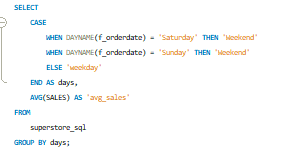 SELECT
CASE
WHEN DAYNAME(f_orderdate) = 'Saturday' THEN 'Weekend'
WHEN DAYNAME(f_orderdate) = 'Sunday' THEN 'Weekend'
ELSE 'weekday'
END AS days,
AVG(SALES) AS 'avg_sales'
FROM
superstore_sql
GROUP BY days;